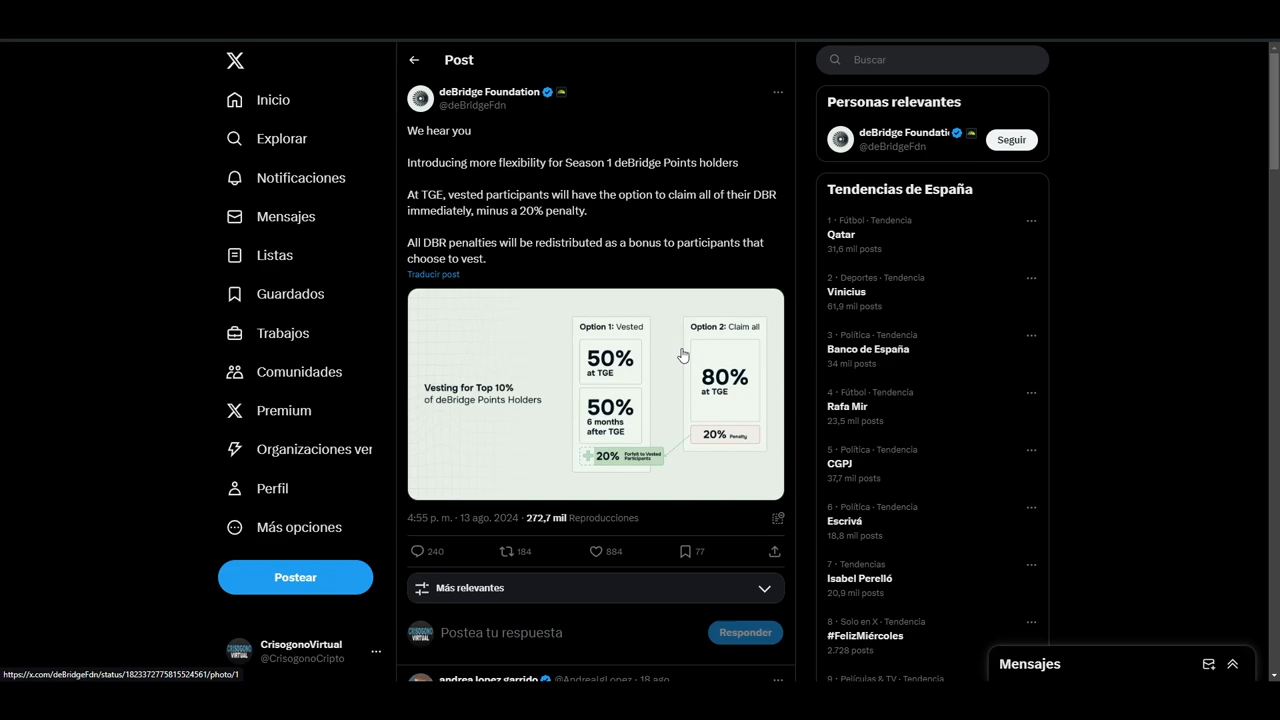 Inicio
Explorar
Notificaciones
Mensajes
Listas
Guardados
Trabajos
Comunidades
Premium
Organizaciones ver
Perfil
Más opciones
Postear
CrisogonoVirtual
@CrisogonoCripto
https://x.com/deBridgeFdn/status/1823372775815524561/photo/1
Post
deBridge Foundation
@deBridgeFdn
We hear you
Introducing more flexibility for Season 1 deBridge Points holders
At TGE, vested participants will have the option to claim all of their DBR
immediately, minus a 20% penalty.
All DBR penalties will be redistributed as a bonus to participants that
choose to vest.
Traducir post
Vesting for Top 10%
of deBridge Points Holders
Option 1: Vested
50%
at TGE
50%
6 months
after TGE
20% Forfeit to Vested
Participants
Option 2: Claim all
80%
at TGE
20% Penalty
4:55 p. m. · 13 ago. 2024 · 272,7 mil Reproducciones
240 184 884 77
Más relevantes
Postea tu respuesta
Responder
andrea lopez garrido @AndrealgLopez · 18 ago.
Buscar
Personas relevantes
deBridge Foundati
@deBridgeFdn
Seguir
Tendencias de España
1 · Fútbol · Tendencia
Qatar
31,6 mil posts
2 · Deportes · Tendencia
Vinicius
61,9 mil posts
3 · Política · Tendencia
Banco de España
34 mil posts
4 · Fútbol · Tendencia
Rafa Mir
23,5 mil posts
5 · Política · Tendencia
CGPJ
37,7 mil posts
6 · Política · Tendencia
Escrivá
18,8 mil posts
7 · Tendencias
Isabel Perelló
20,9 mil posts
8 · Solo en X · Tendencia
#FelizMiércoles
2.728 posts
9 · Películas & TV · Tendencia
Mensajes